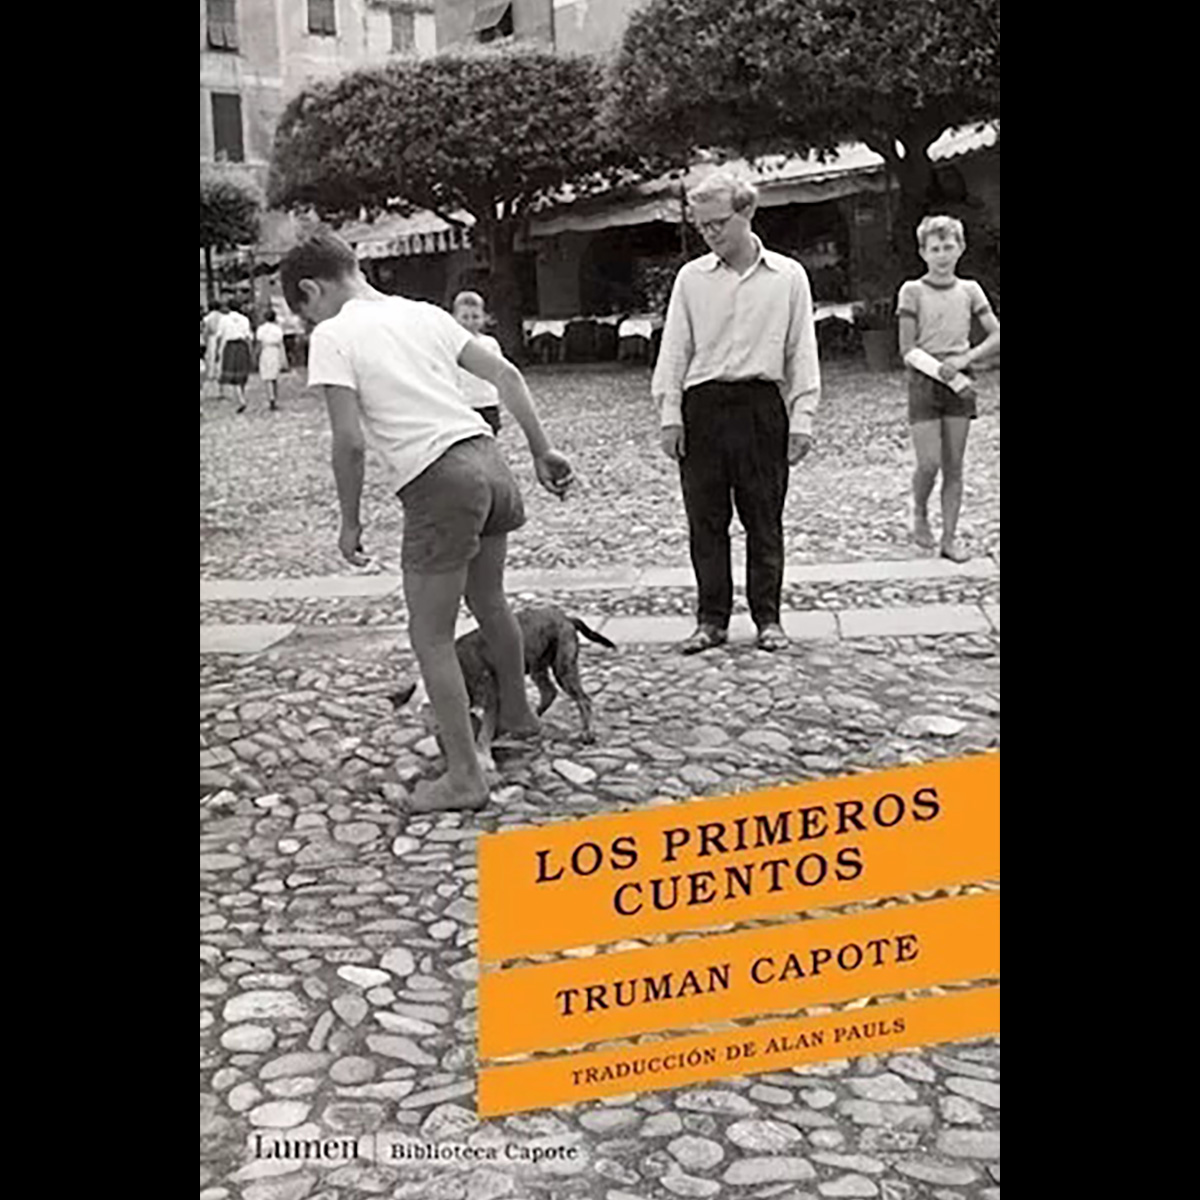 LOS PRIMEROS
CUENTOS
TRUMAN CAPOTE
TRADUCCIÓN DE ALAN PAULS
Lumen | Biblioteca Capote